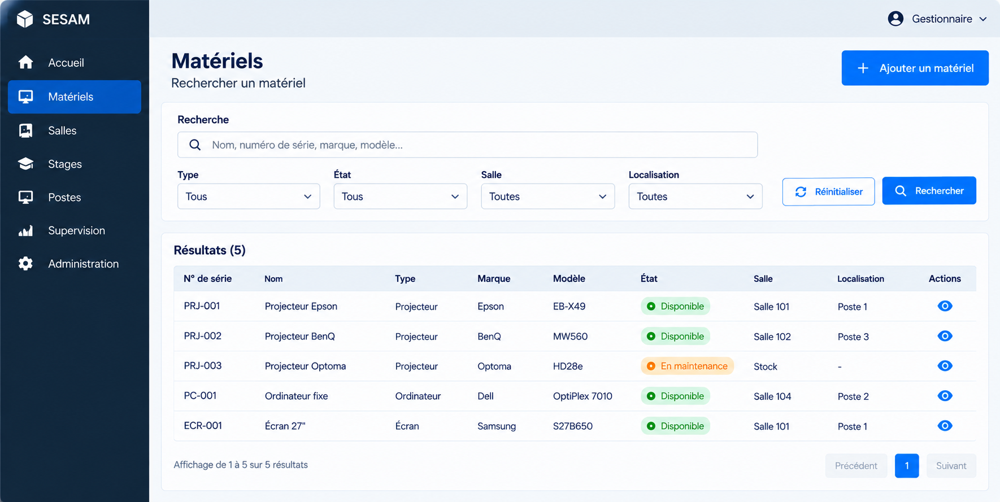 SESAM
Gestionnaire
Accueil
Matériels
Salles
Stages
Postes
Supervision
Administration
Matériels
Rechercher un matériel
+ Ajouter un matériel
Recherche
Nom, numéro de série, marque, modèle...
Type État Salle Localisation
Tous Tous Toutes Toutes Réinitialiser Rechercher
Résultats (5)
N° de série Nom Type Marque Modèle État Salle Localisation Actions
PRJ-001 Projecteur Epson Projecteur Epson EB-X49 Disponible Salle 101 Poste 1
PRJ-002 Projecteur BenQ Projecteur BenQ MW560 Disponible Salle 102 Poste 3
PRJ-003 Projecteur Optoma Projecteur Optoma HD28e En maintenance Stock -
PC-001 Ordinateur fixe Ordinateur Dell OptiPlex 7010 Disponible Salle 104 Poste 2
ECR-001 Écran 27" Écran Samsung S27B650 Disponible Salle 101 Poste 1
Affichage de 1 à 5 sur 5 résultats
Précédent 1 Suivant